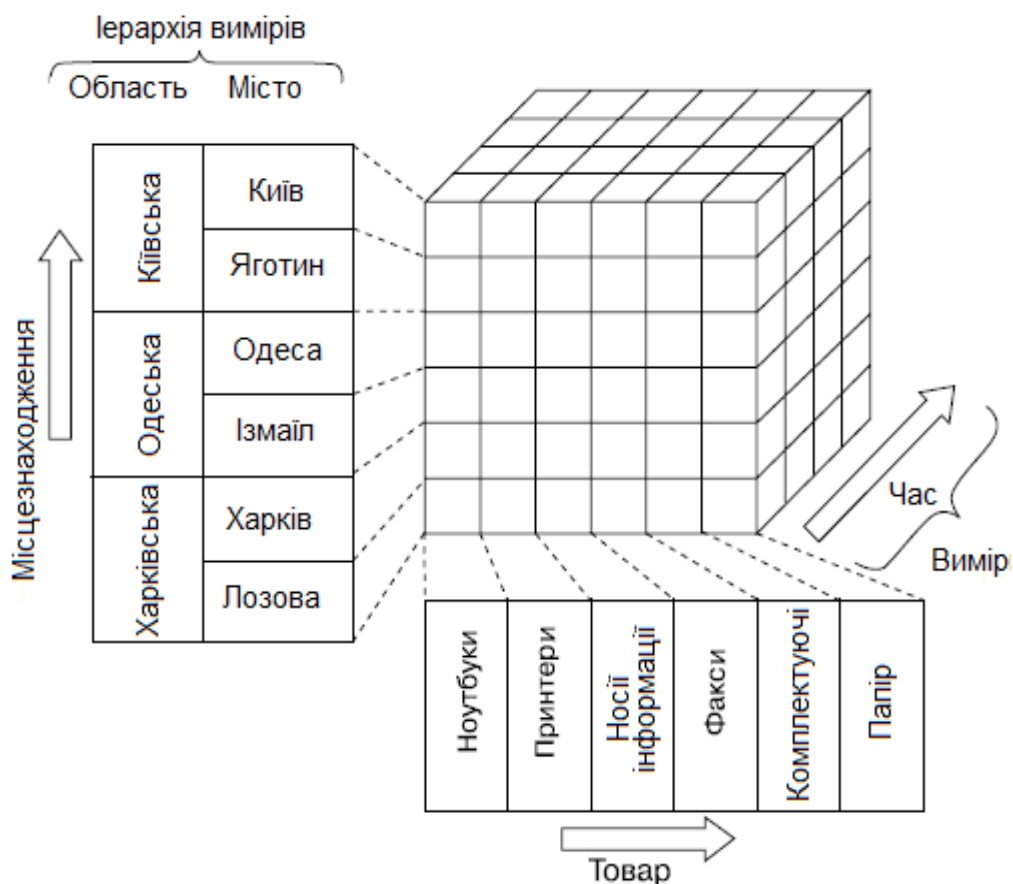 Ієрархія вимірів
Область Місто
Київська
Київ
Яготин
Одеська
Одеса
Ізмаїл
Харківська
Харків
Лозова
Місцезнаходження
Час
Вимірі
Ноутбуки
Принтери
Носії
інформації
Факси
Комплектуючі
Папір
Товар